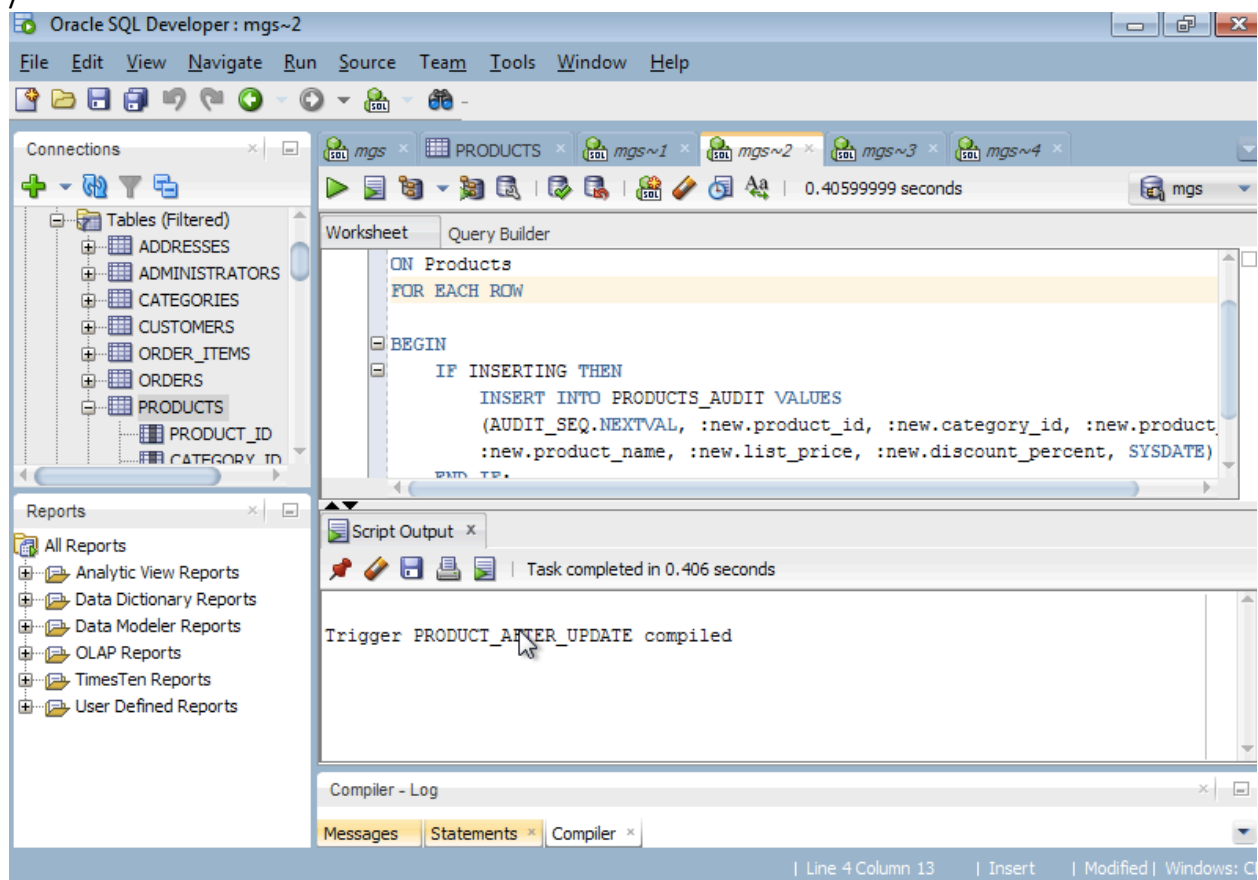 /
Oracle SQL Developer : mgs~2
File Edit View Navigate Run Source Team Tools Window Help
Connections
mgs PRODUCTS mgs~1 mgs~2 mgs~3 mgs~4
0.40599999 seconds
mgs
Tables (Filtered)
ADDRESSES
ADMINISTRATORS
CATEGORIES
CUSTOMERS
ORDER_ITEMS
ORDERS
PRODUCTS
PRODUCT_ID
CATEGORY_ID
Worksheet Query Builder
ON Products
FOR EACH ROW
BEGIN
IF INSERTING THEN
INSERT INTO PRODUCTS_AUDIT VALUES
(AUDIT_SEQ.NEXTVAL, :new.product_id, :new.category_id, :new.product_
:new.product_name, :new.list_price, :new.discount_percent, SYSDATE)
END IF;
Reports
All Reports
Analytic View Reports
Data Dictionary Reports
Data Modeler Reports
OLAP Reports
TimesTen Reports
User Defined Reports
Script Output
Task completed in 0.406 seconds
Trigger PRODUCT_AFTER_UPDATE compiled
Compiler - Log
Messages Statements Compiler
| Line 4 Column 13 | Insert | Modified | Windows: